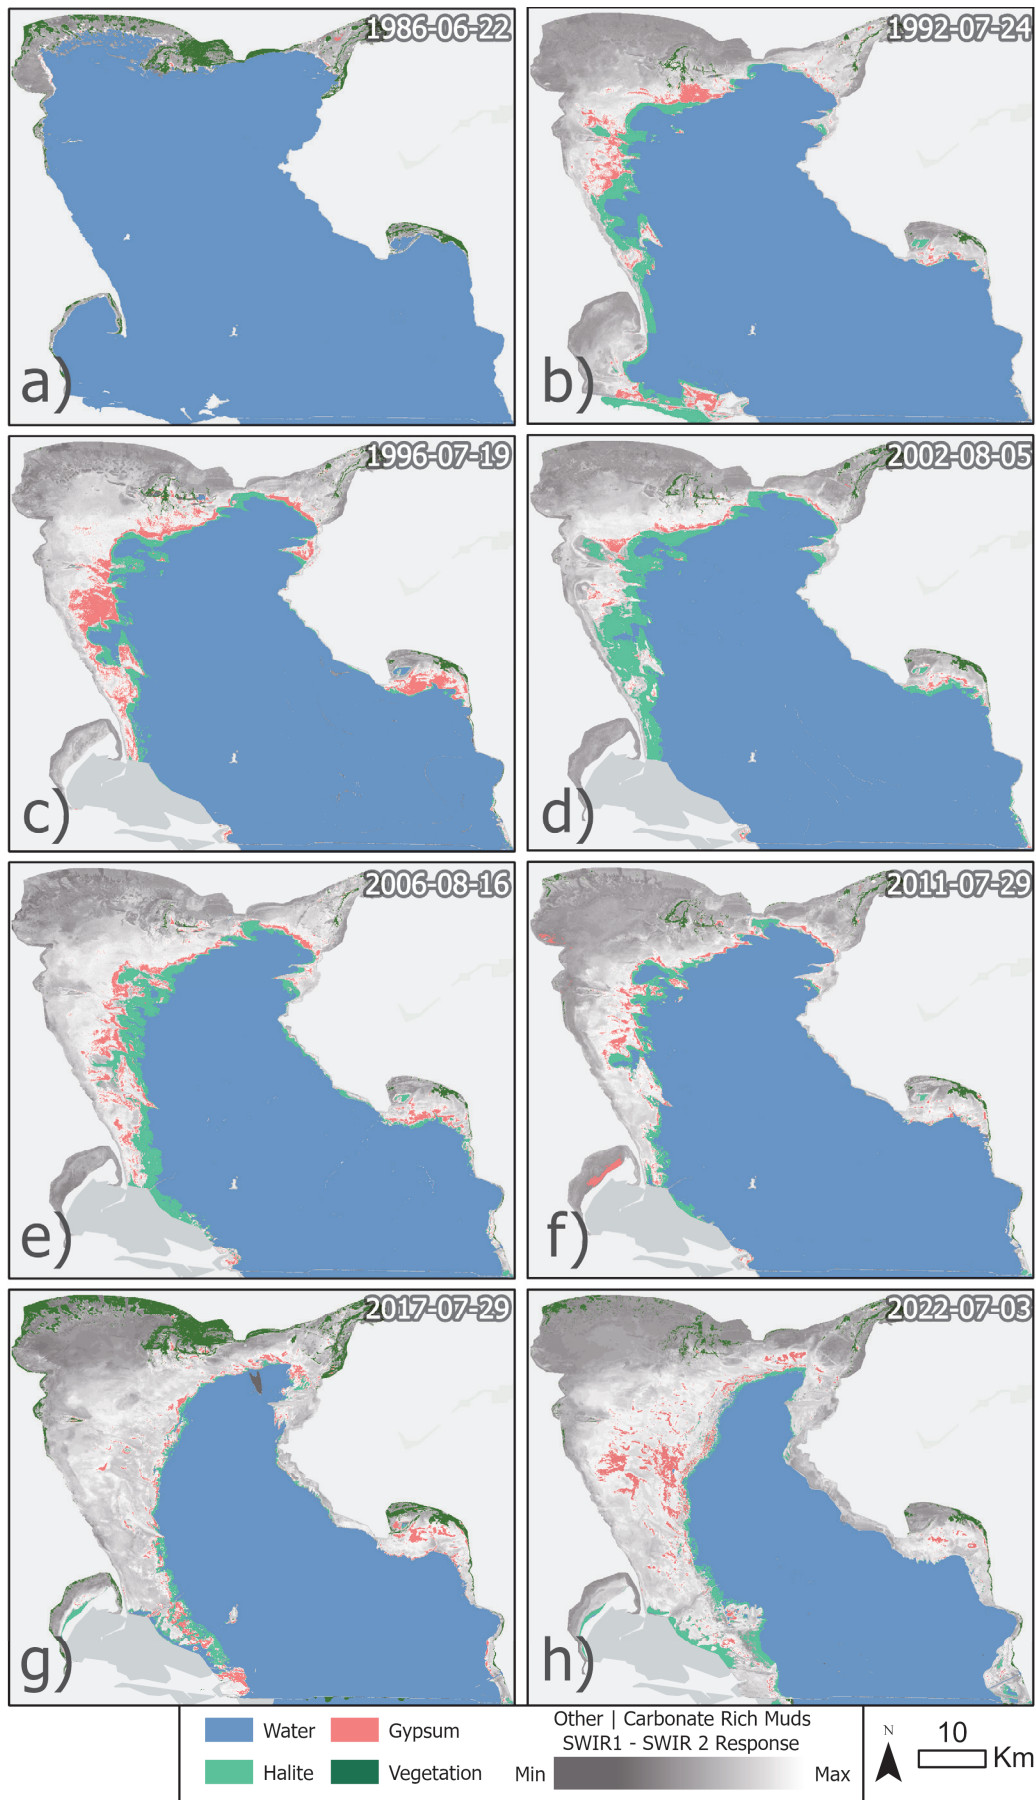 1986-06-22
a)
1992-07-24
b)
1996-07-19
c)
2002-08-05
d)
2006-08-16
e)
2011-07-29
f)
2017-07-29
g)
2022-07-03
h)
Water
Gypsum
Halite
Vegetation
Other | Carbonate Rich Muds
SWIR1 - SWIR 2 Response
Min
Max
N
10
Km